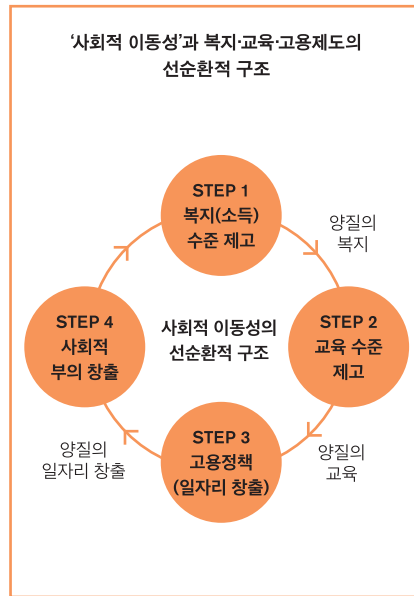 ‘사회적 이동성’과 복지·교육·고용제도의
선순환적 구조
STEP 1
복지(소득)
수준 제고
양질의
복지
STEP 2
교육 수준
제고
양질의
교육
STEP 3
고용정책
(일자리 창출)
양질의
일자리 창출
STEP 4
사회적
부의 창출
사회적 이동성의
선순환적 구조